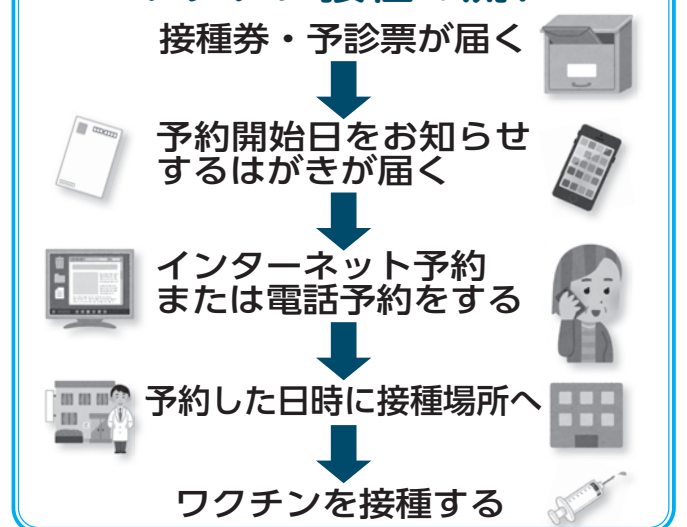 接種券・予診票が届く
予約開始日をお知らせ
するはがきが届く
インターネット予約
または電話予約をする
予約した日時に接種場所へ
ワクチンを接種する